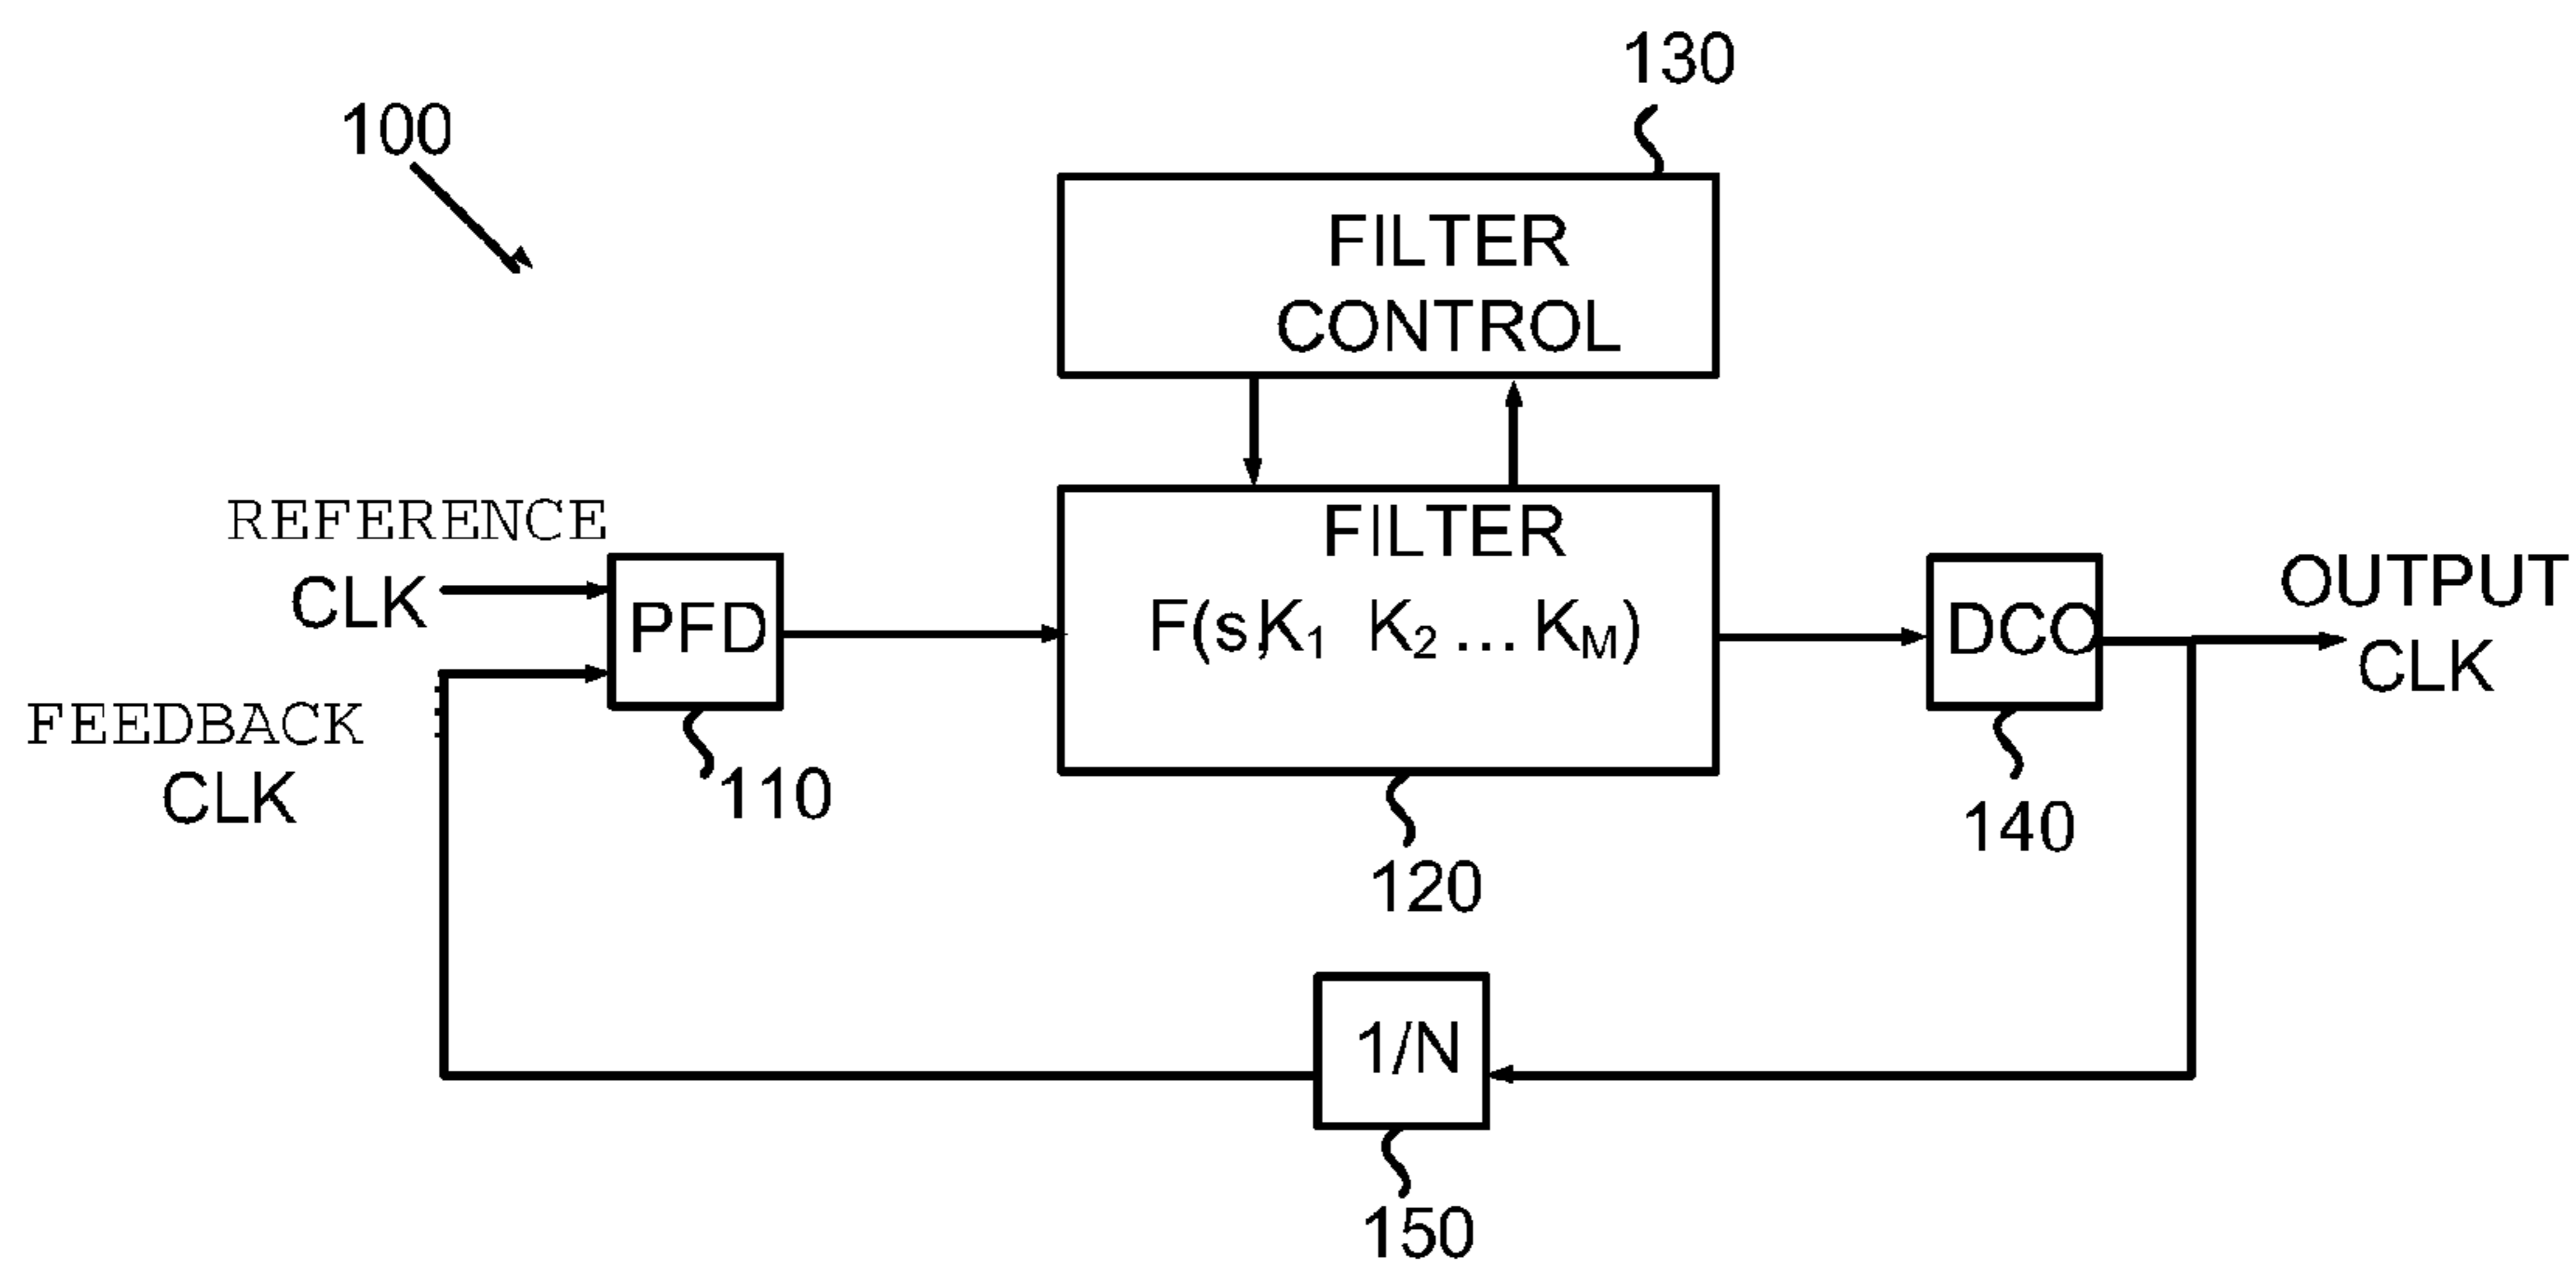 130
100
FILTER
CONTROL
REFERENCE
CLK
FEEDBACK
CLK
PFD
110
FILTER
F(s,K₁ K₂ ... K_M)
120
DCO
140
OUTPUT
CLK
1/N
150